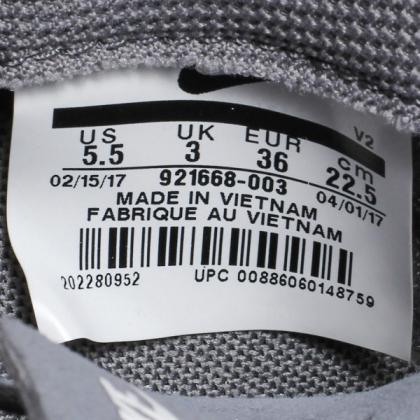 V2
US UK EUR cm
5.5 3 36 22.5
02/15/17 921668-003 04/01/17
MADE IN VIETNAM
FABRIQUE AU VIETNAM
202280952 UPC 00886060148759